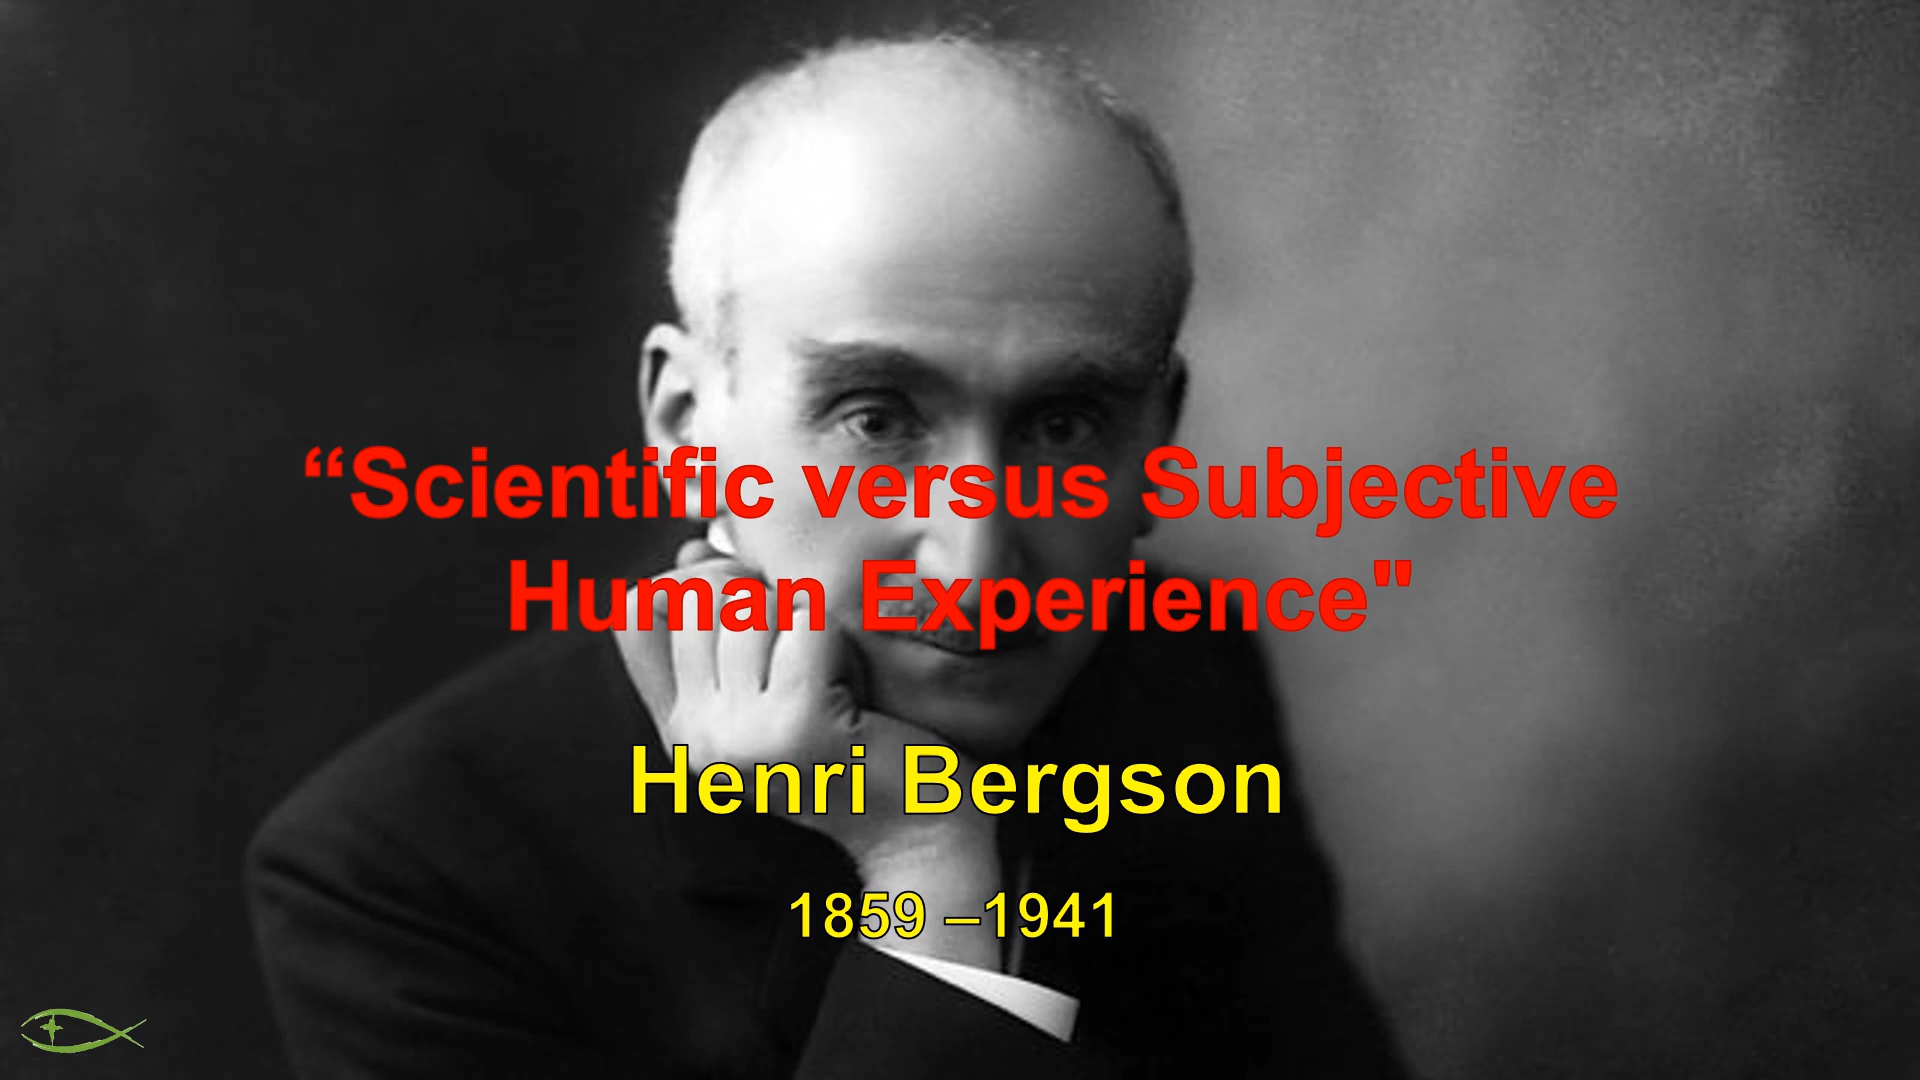 “Scientific versus Subjective
Human Experience"
Henri Bergson
1859 –1941